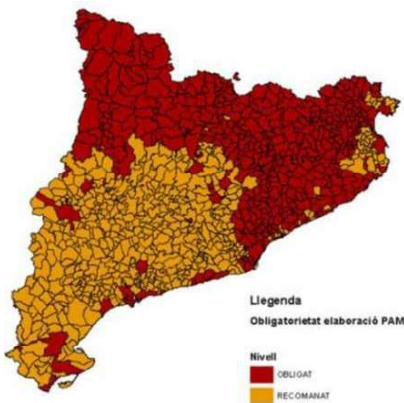 Llegenda
Obligatorietat elaboració PAM
Nivell
OBLIGAT
RECOMANAT